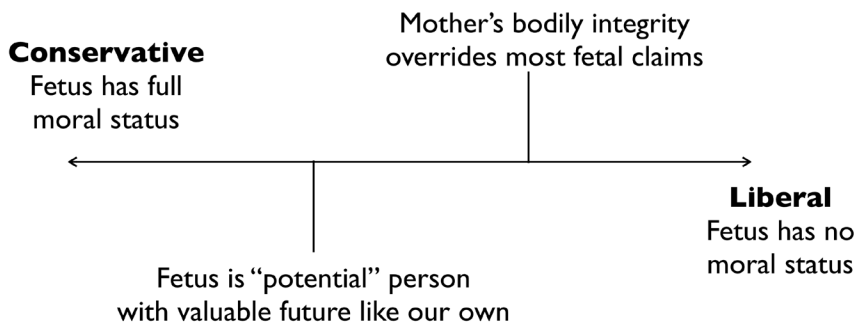 Mother’s bodily integrity
overrides most fetal claims
Conservative
Fetus has full
moral status
Liberal
Fetus has no
moral status
Fetus is “potential” person
with valuable future like our own